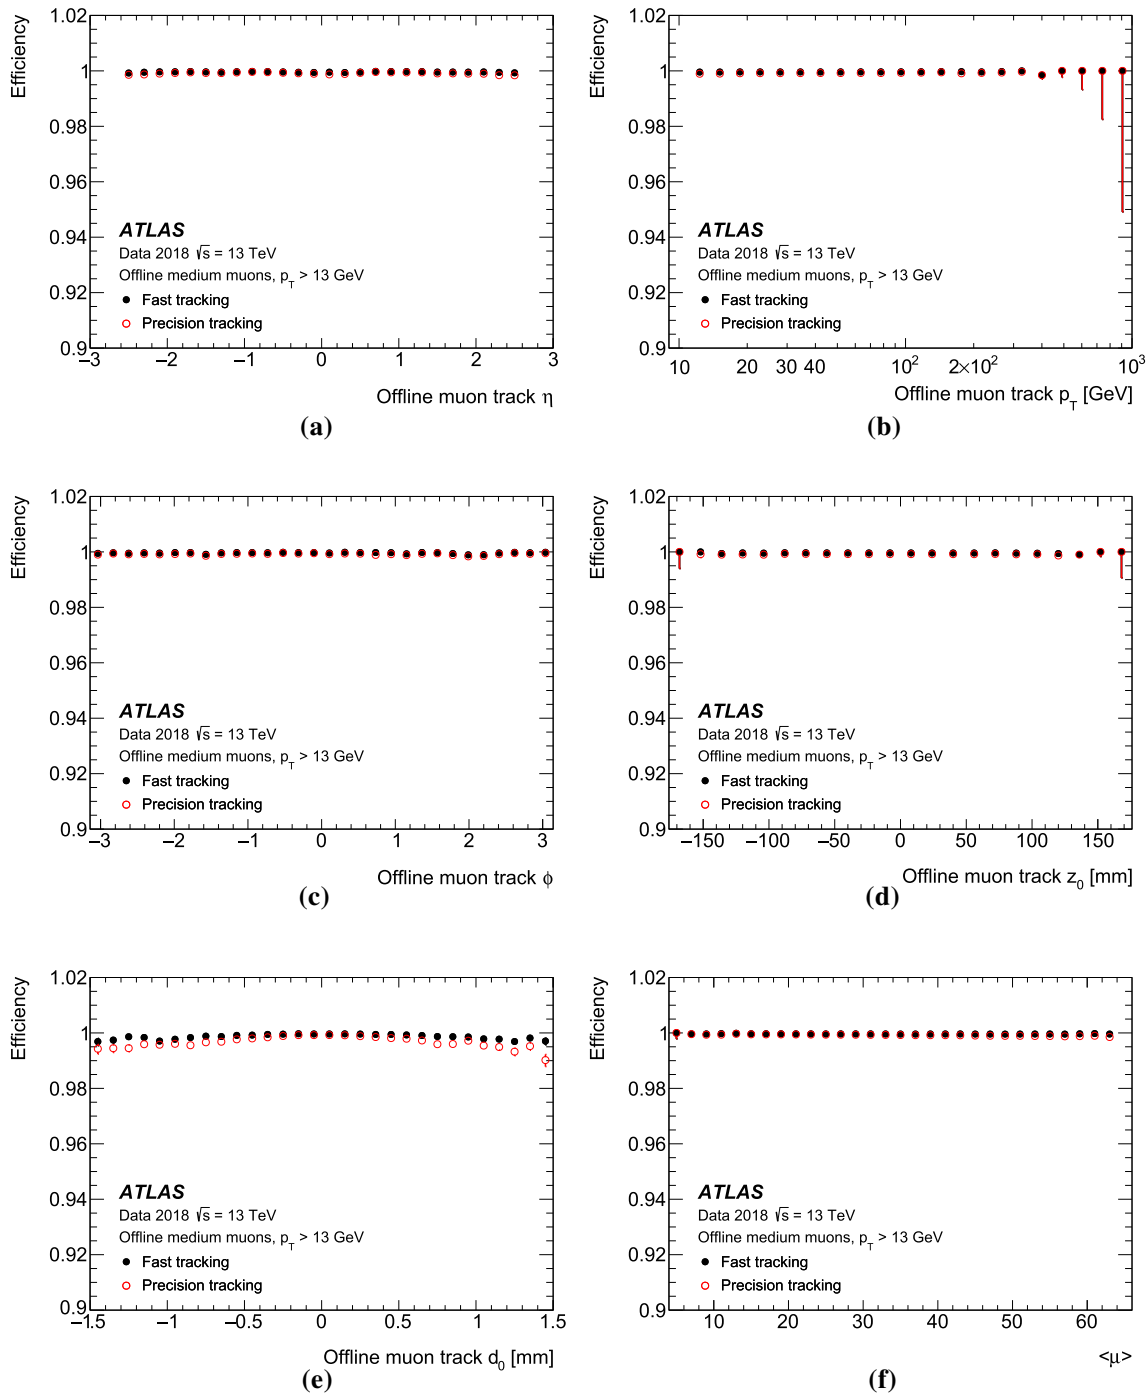 Efficiency
1.02
1
0.98
0.96
0.94
0.92
0.9
ATLAS
Data 2018 √s = 13 TeV
Offline medium muons, p_T > 13 GeV
Fast tracking
Precision tracking
−3 −2 −1 0 1 2 3
Offline muon track η
(a)
Efficiency
1.02
1
0.98
0.96
0.94
0.92
0.9
ATLAS
Data 2018 √s = 13 TeV
Offline medium muons, p_T > 13 GeV
Fast tracking
Precision tracking
10 20 30 40 10² 2×10² 10³
Offline muon track p_T [GeV]
(b)
Efficiency
1.02
1
0.98
0.96
0.94
0.92
0.9
ATLAS
Data 2018 √s = 13 TeV
Offline medium muons, p_T > 13 GeV
Fast tracking
Precision tracking
−3 −2 −1 0 1 2 3
Offline muon track ϕ
(c)
Efficiency
1.02
1
0.98
0.96
0.94
0.92
0.9
ATLAS
Data 2018 √s = 13 TeV
Offline medium muons, p_T > 13 GeV
Fast tracking
Precision tracking
−150 −100 −50 0 50 100 150
Offline muon track z₀ [mm]
(d)
Efficiency
1.02
1
0.98
0.96
0.94
0.92
0.9
ATLAS
Data 2018 √s = 13 TeV
Offline medium muons, p_T > 13 GeV
Fast tracking
Precision tracking
−1.5 −1 −0.5 0 0.5 1 1.5
Offline muon track d₀ [mm]
(e)
Efficiency
1.02
1
0.98
0.96
0.94
0.92
0.9
ATLAS
Data 2018 √s = 13 TeV
Offline medium muons, p_T > 13 GeV
Fast tracking
Precision tracking
10 20 30 40 50 60
<μ>
(f)